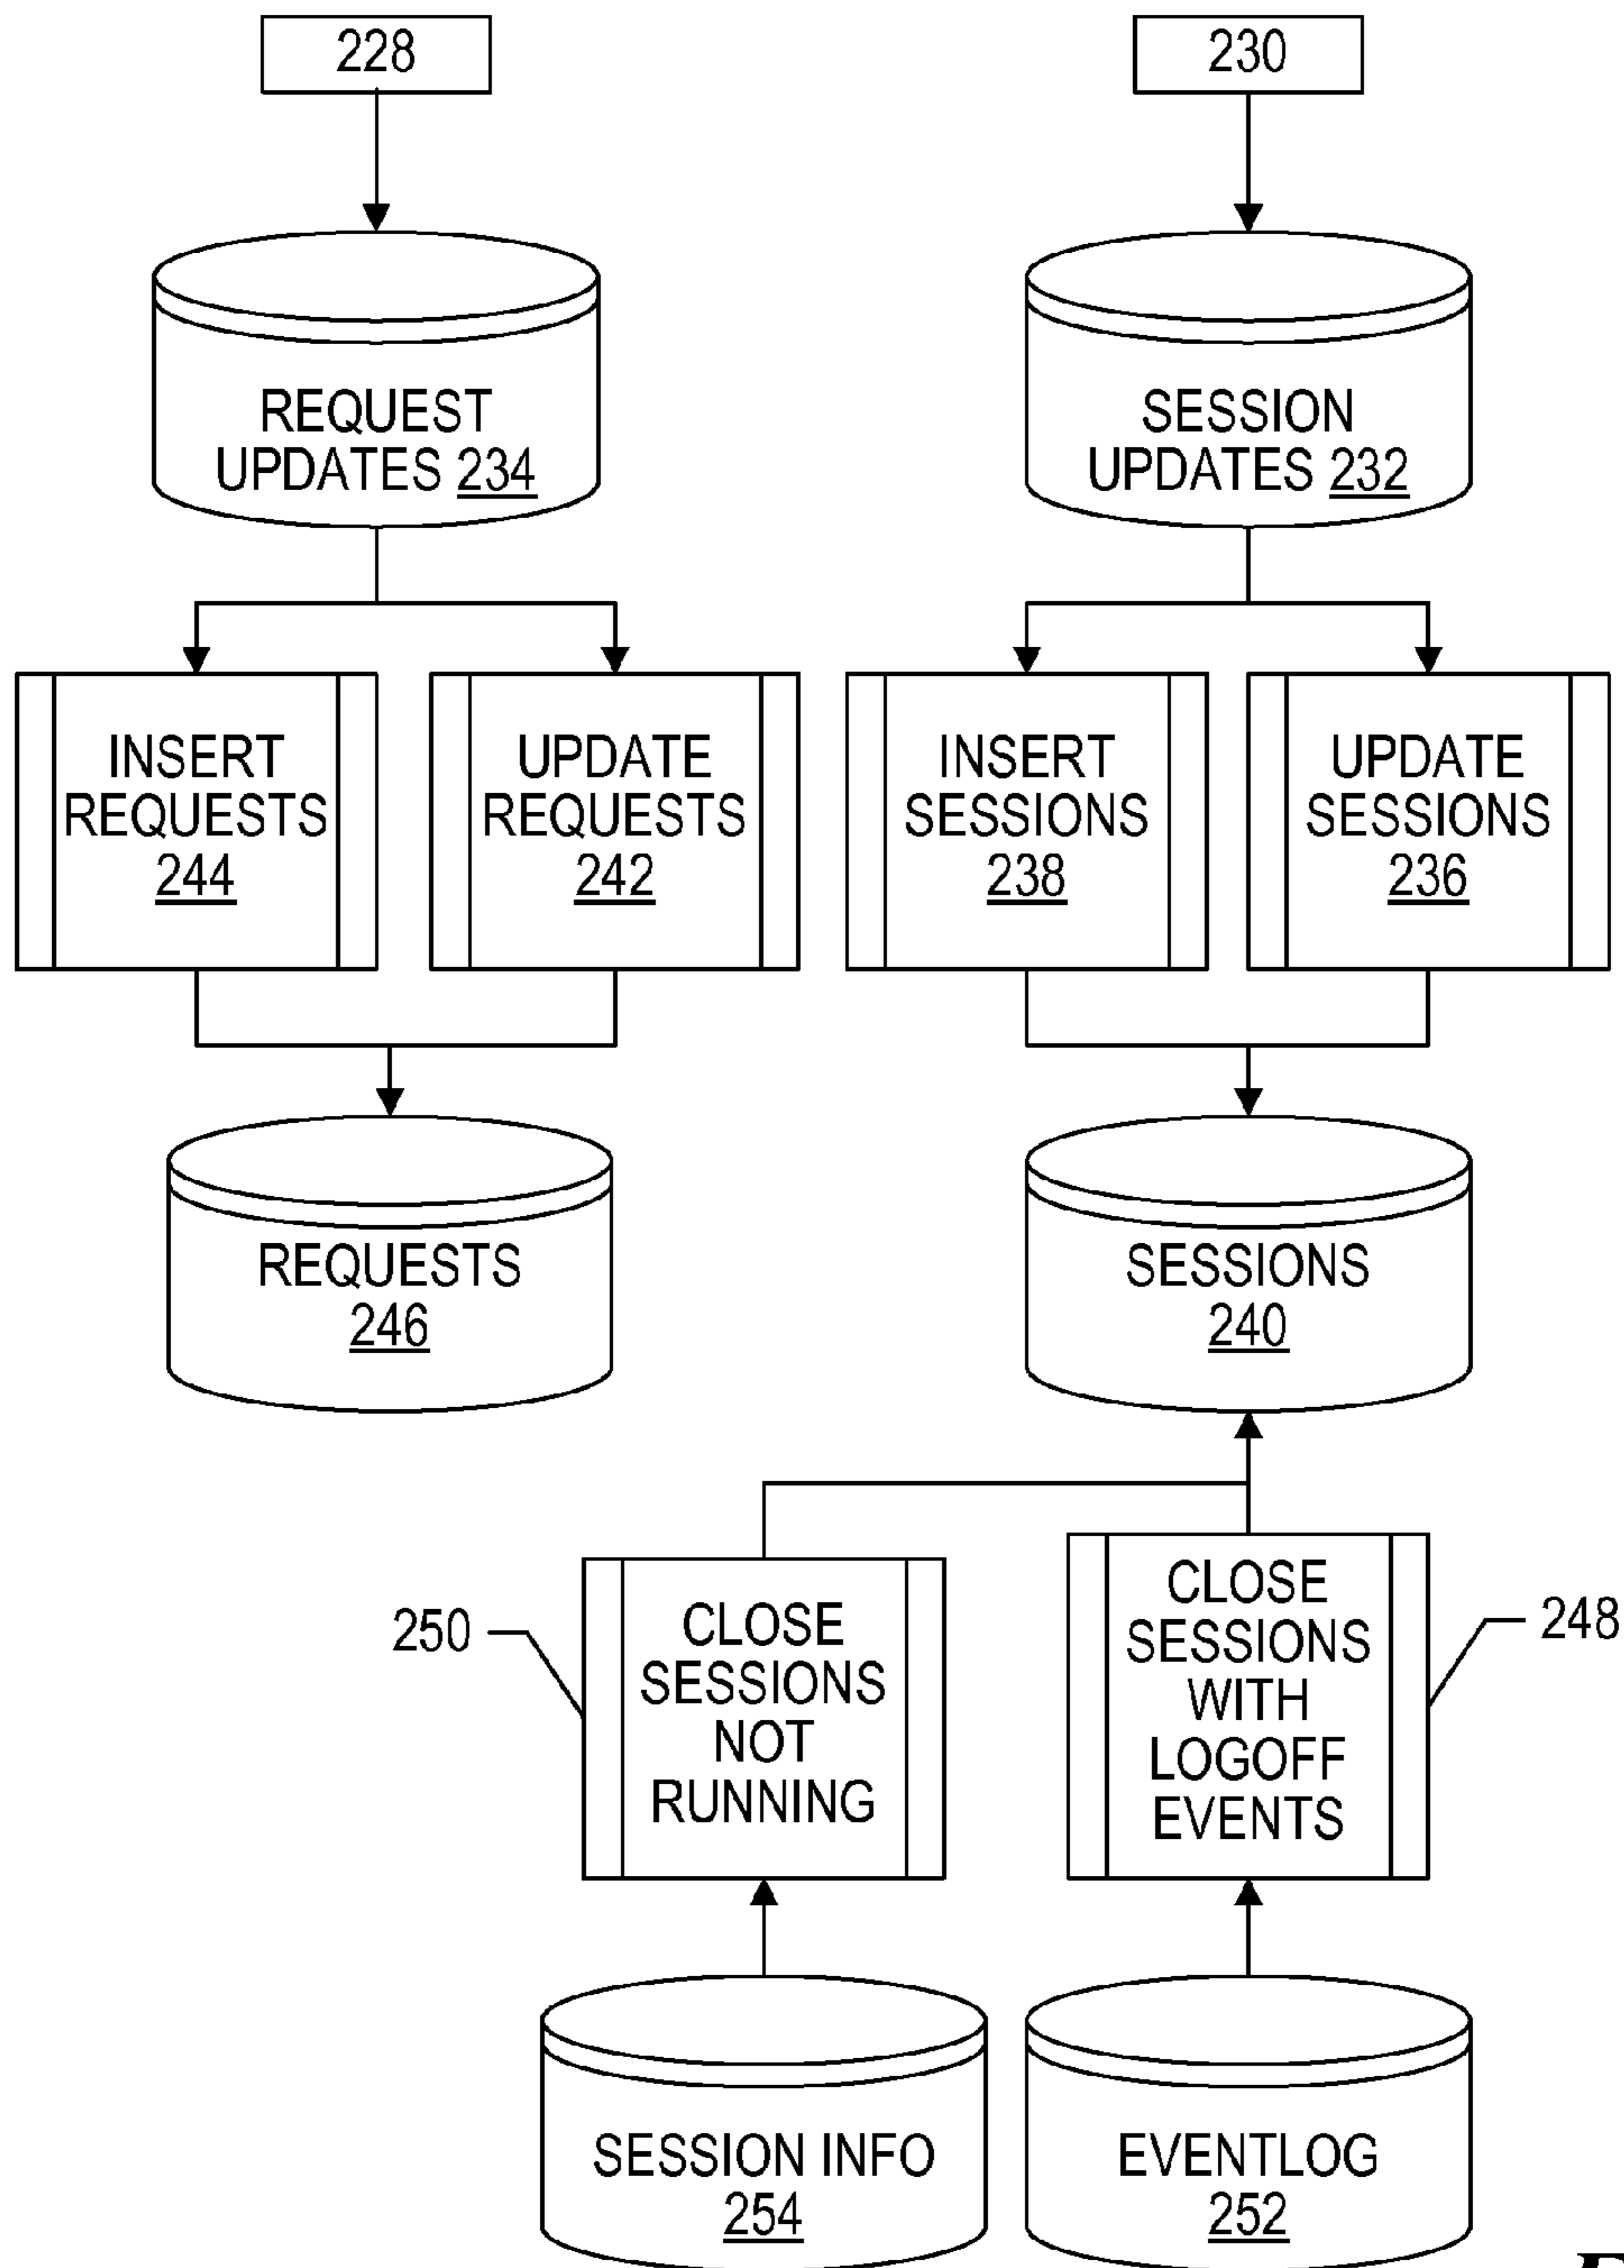 228
230
REQUEST
UPDATES 234
SESSION
UPDATES 232
INSERT
REQUESTS
244
UPDATE
REQUESTS
242
INSERT
SESSIONS
238
UPDATE
SESSIONS
236
REQUESTS
246
SESSIONS
240
250
CLOSE
SESSIONS
NOT
RUNNING
CLOSE
SESSIONS
WITH
LOGOFF
EVENTS
248
SESSION INFO
254
EVENTLOG
252